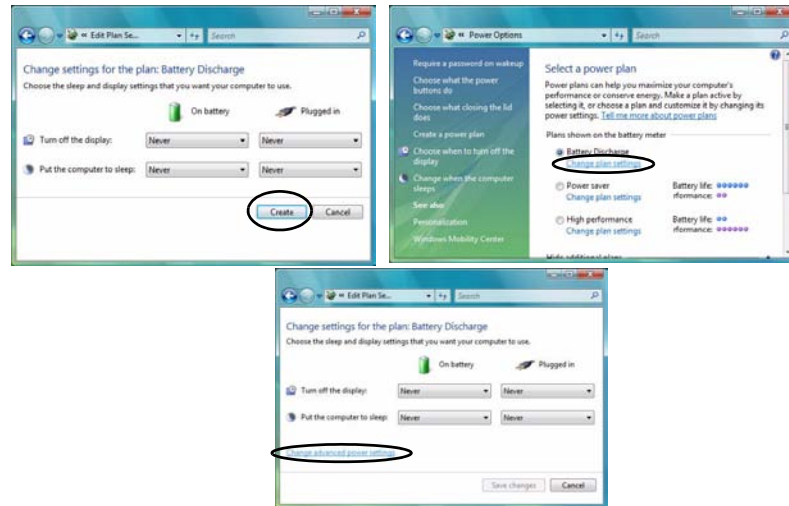 Edit Plan Se...
Search
Change settings for the plan: Battery Discharge
Choose the sleep and display settings that you want your computer to use.
On battery
Plugged in
Turn off the display:
Never
Never
Put the computer to sleep:
Never
Never
Create
Cancel
Power Options
Search
Require a password on wakeup
Choose what the power
buttons do
Choose what closing the lid
does
Create a power plan
Choose when to turn off the
display
Change when the computer
sleeps
See also
Personalization
Windows Mobility Center
Select a power plan
Power plans can help you maximize your computer's
performance or conserve energy. Make a plan active by
selecting it, or choose a plan and customize it by changing its
power settings. Tell me more about power plans
Plans shown on the battery meter
Battery Discharge
Change plan settings
Power saver
Battery life:
Change plan settings
rformance:
High performance
Battery life:
Change plan settings
rformance:
Hide additional plans
Edit Plan Se...
Search
Change settings for the plan: Battery Discharge
Choose the sleep and display settings that you want your computer to use.
On battery
Plugged in
Turn off the display:
Never
Never
Put the computer to sleep:
Never
Never
Change advanced power settings
Save changes
Cancel